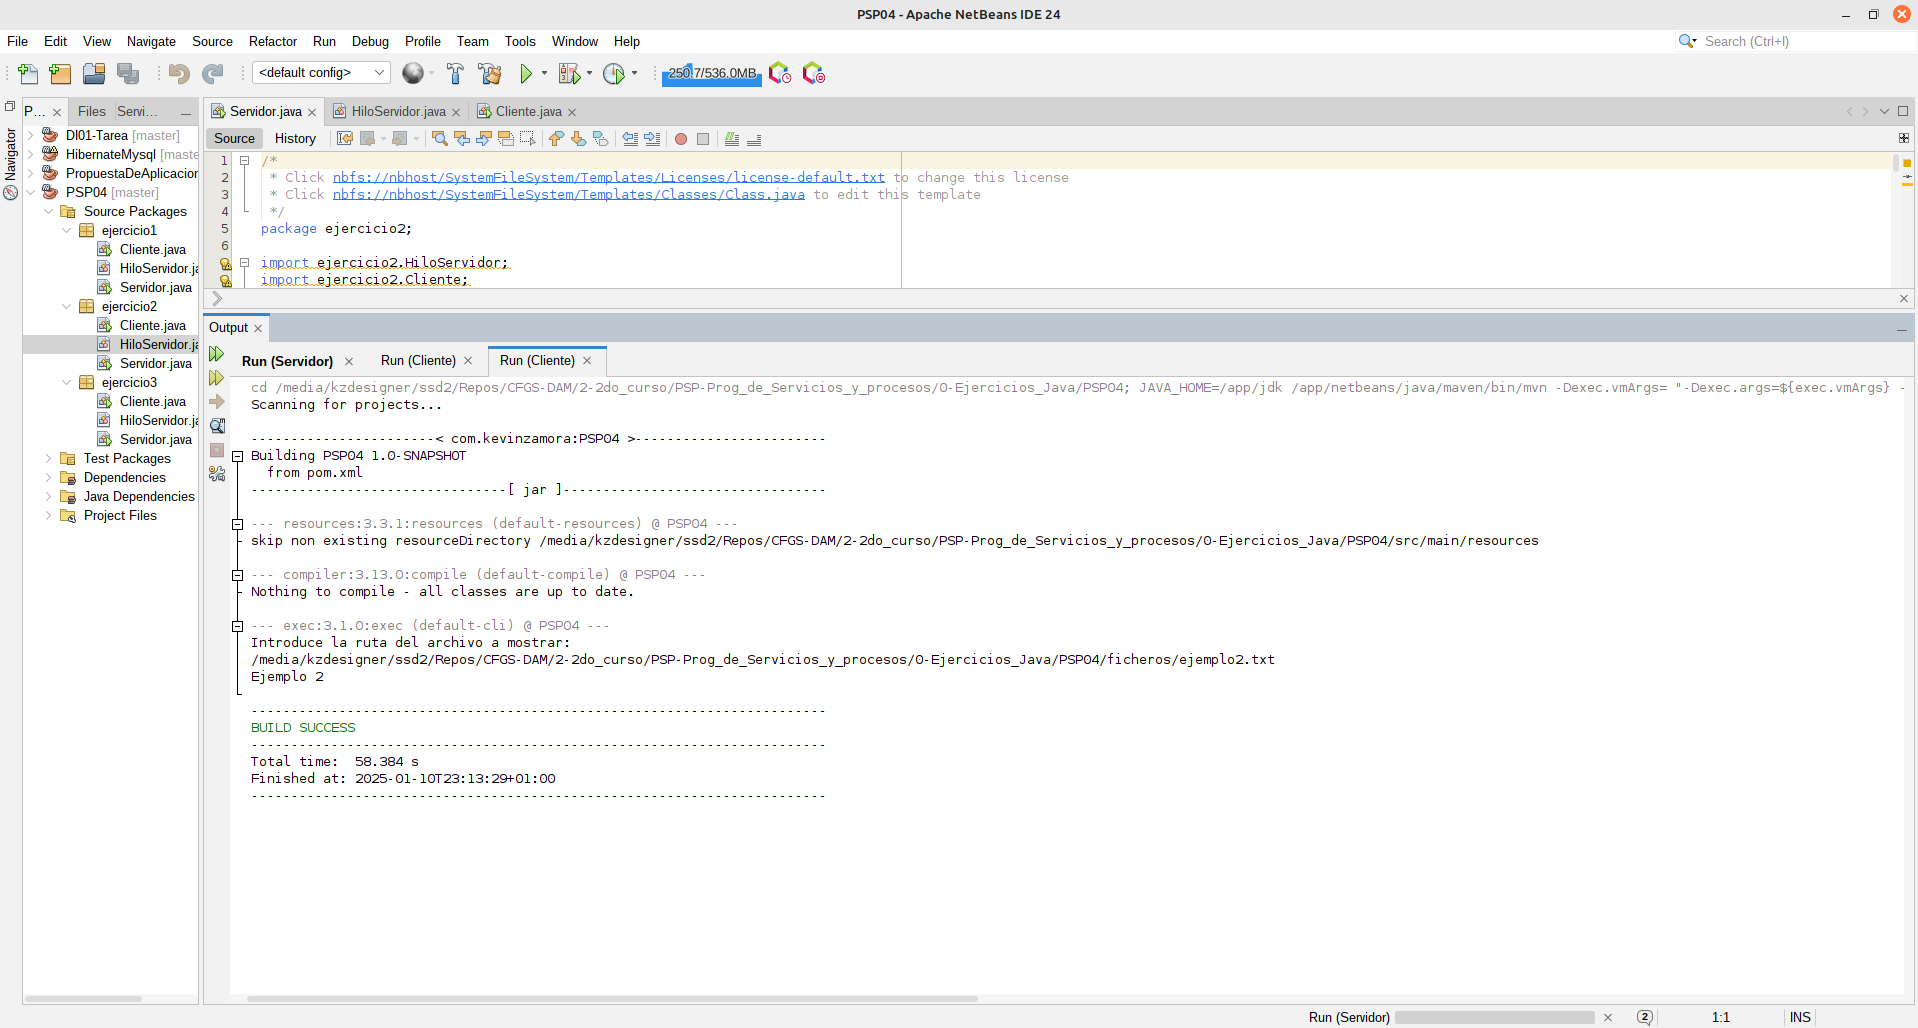 PSP04 - Apache NetBeans IDE 24
File Edit View Navigate Source Refactor Run Debug Profile Team Tools Window Help
Search (Ctrl+I)
<default config>
250.7/536.0MB
P... Files Servi...
Navigator
DI01-Tarea [master]
HibernateMysql [maste
PropuestaDeAplicacion
PSP04 [master]
Source Packages
ejercicio1
Cliente.java
HiloServidor.ja
Servidor.java
ejercicio2
Cliente.java
HiloServidor.ja
Servidor.java
ejercicio3
Cliente.java
HiloServidor.ja
Servidor.java
Test Packages
Dependencies
Java Dependencies
Project Files
Servidor.java HiloServidor.java Cliente.java
Source History
1 /*
2 * Click nbfs://nbhost/SystemFileSystem/Templates/Licenses/license-default.txt to change this license
3 * Click nbfs://nbhost/SystemFileSystem/Templates/Classes/Class.java to edit this template
4 */
5 package ejercicio2;
6
import ejercicio2.HiloServidor;
import ejercicio2.Cliente;
Output
Run (Servidor) Run (Cliente) Run (Cliente)
cd /media/kzdesigner/ssd2/Repos/CFGS-DAM/2-2do_curso/PSP-Prog_de_Servicios_y_procesos/0-Ejercicios_Java/PSP04; JAVA_HOME=/app/jdk /app/netbeans/java/maven/bin/mvn -Dexec.vmArgs= "-Dexec.args=${exec.vmArgs} -
Scanning for projects...
-----------------------< com.kevinzamora:PSP04 >------------------------
Building PSP04 1.0-SNAPSHOT
from pom.xml
--------------------------------[ jar ]---------------------------------
--- resources:3.3.1:resources (default-resources) @ PSP04 ---
skip non existing resourceDirectory /media/kzdesigner/ssd2/Repos/CFGS-DAM/2-2do_curso/PSP-Prog_de_Servicios_y_procesos/0-Ejercicios_Java/PSP04/src/main/resources
--- compiler:3.13.0:compile (default-compile) @ PSP04 ---
Nothing to compile - all classes are up to date.
--- exec:3.1.0:exec (default-cli) @ PSP04 ---
Introduce la ruta del archivo a mostrar:
/media/kzdesigner/ssd2/Repos/CFGS-DAM/2-2do_curso/PSP-Prog_de_Servicios_y_procesos/0-Ejercicios_Java/PSP04/ficheros/ejemplo2.txt
Ejemplo 2
------------------------------------------------------------------------
BUILD SUCCESS
------------------------------------------------------------------------
Total time:  58.384 s
Finished at: 2025-01-10T23:13:29+01:00
------------------------------------------------------------------------
Run (Servidor) 2 1:1 INS